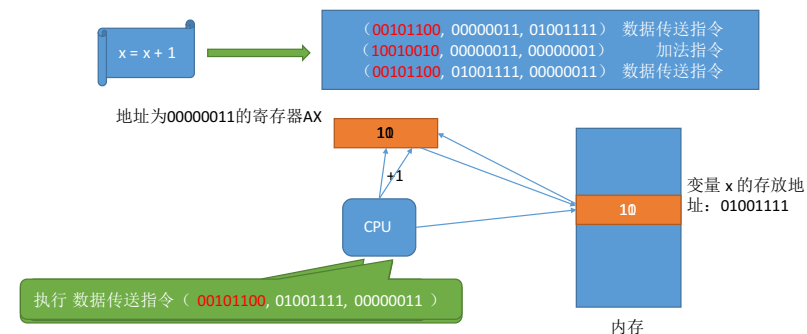 x = x + 1
（00101100, 00000011, 01001111） 数据传送指令
（10010010, 00000011, 00000001） 加法指令
（00101100, 01001111, 00000011） 数据传送指令
地址为00000011的寄存器AX
+1
CPU
变量 x 的存放地
址：01001111
执行 数据传送指令（ 00101100, 01001111, 00000011 ）
内存